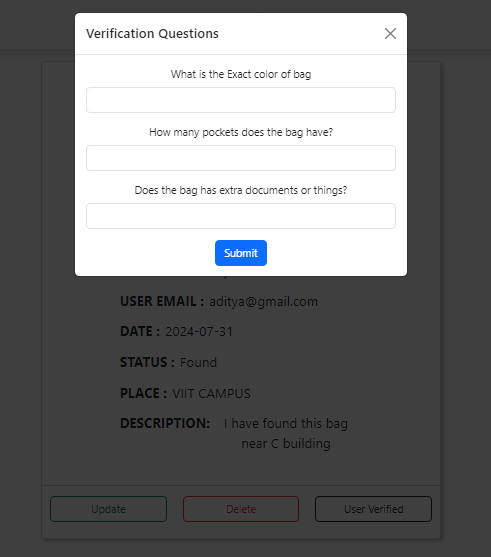 Verification Questions
What is the Exact color of bag
How many pockets does the bag have?
Does the bag has extra documents or things?
Submit
USER EMAIL : aditya@gmail.com
DATE : 2024-07-31
STATUS : Found
PLACE : VIIT CAMPUS
DESCRIPTION: I have found this bag
near C building
Update Delete User Verified